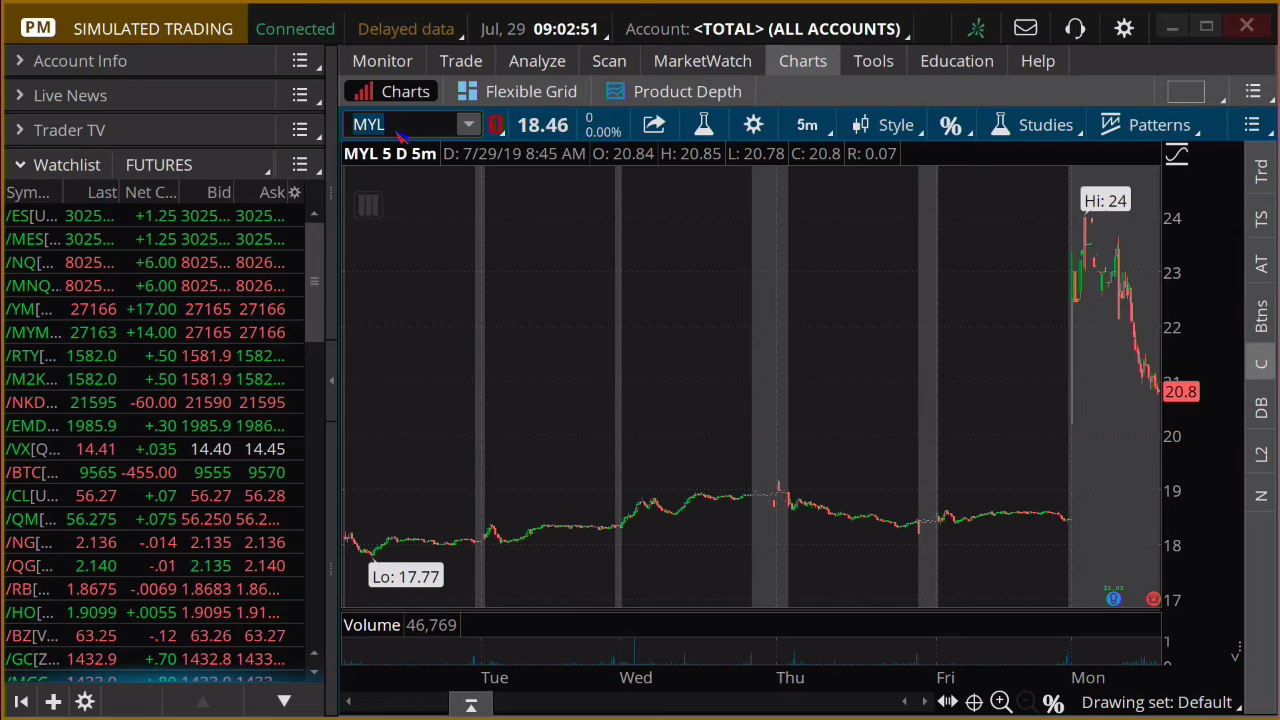 PM SIMULATED TRADING Connected Delayed data Jul, 29 09:02:51 Account: <TOTAL> (ALL ACCOUNTS)
Account Info
Live News
Trader TV
Watchlist FUTURES
Sym... Last Net C... Bid Ask
/ES[U... 3025... +1.25 3025... 3025...
/MES[... 3025... +1.25 3025... 3025...
/NQ[... 8025... +6.00 8025... 8026...
/MNQ... 8025... +6.00 8025... 8026...
/YM[... 27166 +17.00 27165 27166
/MYM... 27163 +14.00 27165 27166
/RTY[... 1582.0 +.50 1581.9 1582...
/M2K... 1582.0 +.50 1581.9 1582...
/NKD... 21595 -60.00 21590 21595
/EMD... 1985.9 +.30 1985.9 1986...
/VX[Q... 14.41 +.035 14.40 14.45
/BTC[... 9565 -455.00 9555 9570
/CL[U... 56.27 +.07 56.27 56.28
/QM[... 56.275 +.075 56.250 56.2...
/NG[... 2.136 -.014 2.135 2.136
/QG[... 2.140 -.01 2.135 2.140
/RB[... 1.8675 -.0069 1.8683 1.86...
/HO[... 1.9099 +.0055 1.9095 1.91...
/BZ[V... 63.25 -.12 63.26 63.27
/GC[Z... 1432.9 +.70 1432.8 1433...
Monitor Trade Analyze Scan MarketWatch Charts Tools Education Help
Charts Flexible Grid Product Depth
MYL 1 18.46 0 0.00% 5m Style Studies Patterns
MYL 5 D 5m D: 7/29/19 8:45 AM O: 20.84 H: 20.85 L: 20.78 C: 20.8 R: 0.07
Hi: 24
24
23
22
20.8
20
19
18
17
Lo: 17.77
Volume 46,769
1
Tue Wed Thu Fri Mon
Drawing set: Default
Trd
TS
AT
Btns
C
DB
L2
N